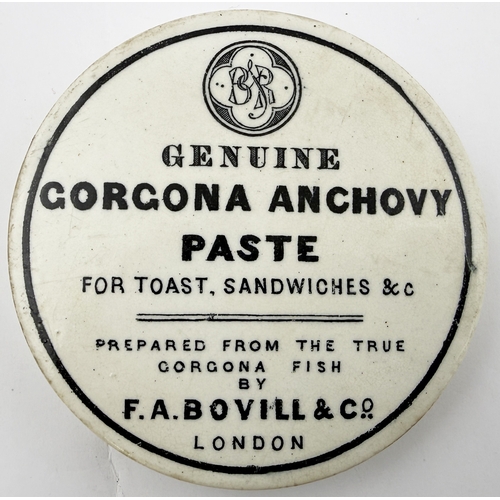 GENUINE
GORGONA ANCHOVY
PASTE
FOR TOAST, SANDWICHES &c
PREPARED FROM THE TRUE
GORGONA FISH
BY
F.A. BOVILL & Co.
LONDON